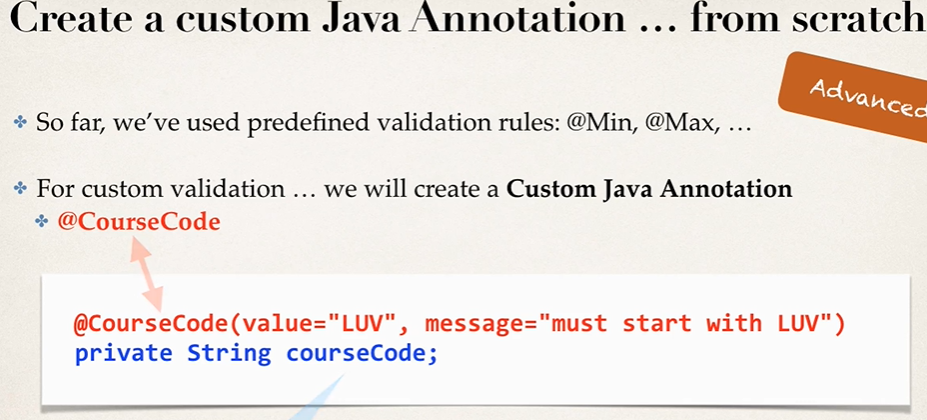 Create a custom Java Annotation … from scratch
Advanced
So far, we’ve used predefined validation rules: @Min, @Max, …
For custom validation … we will create a Custom Java Annotation
@CourseCode
@CourseCode(value="LUV", message="must start with LUV")
private String courseCode;